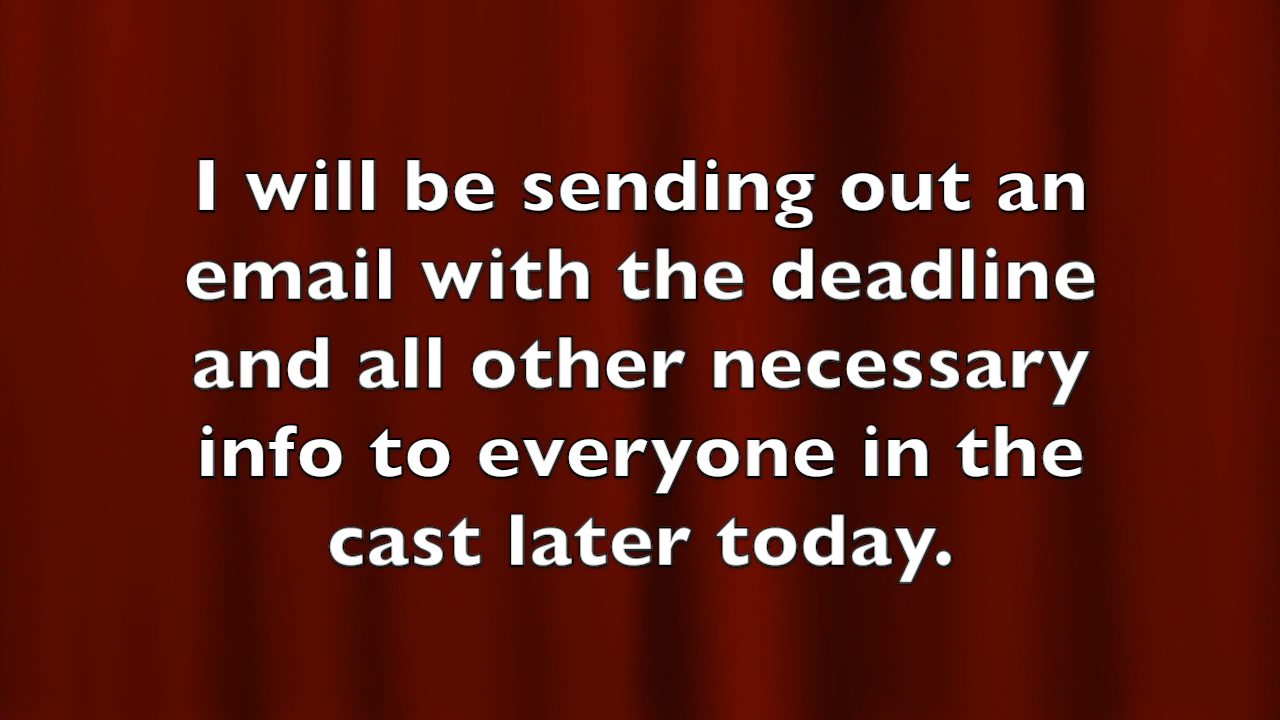 I will be sending out an
email with the deadline
and all other necessary
info to everyone in the
cast later today.